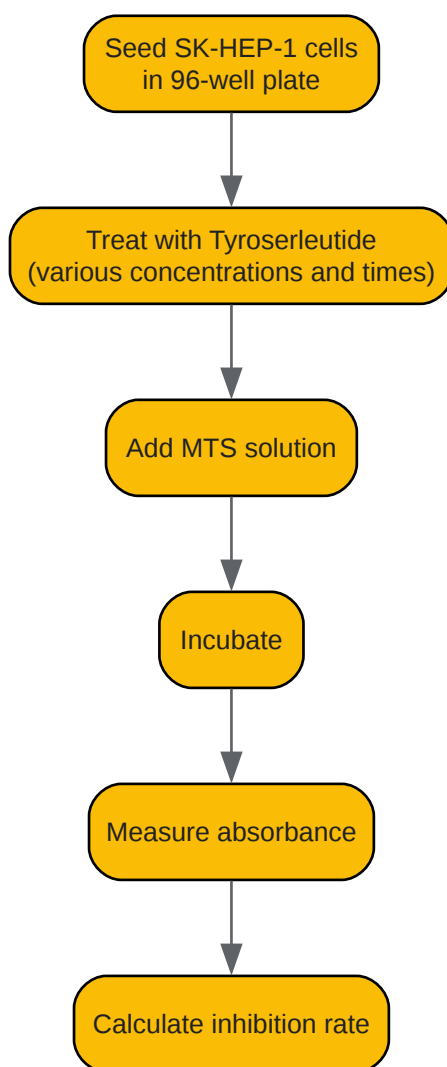 Seed SK-HEP-1 cells
in 96-well plate
Treat with Tyroserleutide
(various concentrations and times)
Add MTS solution
Incubate
Measure absorbance
Calculate inhibition rate